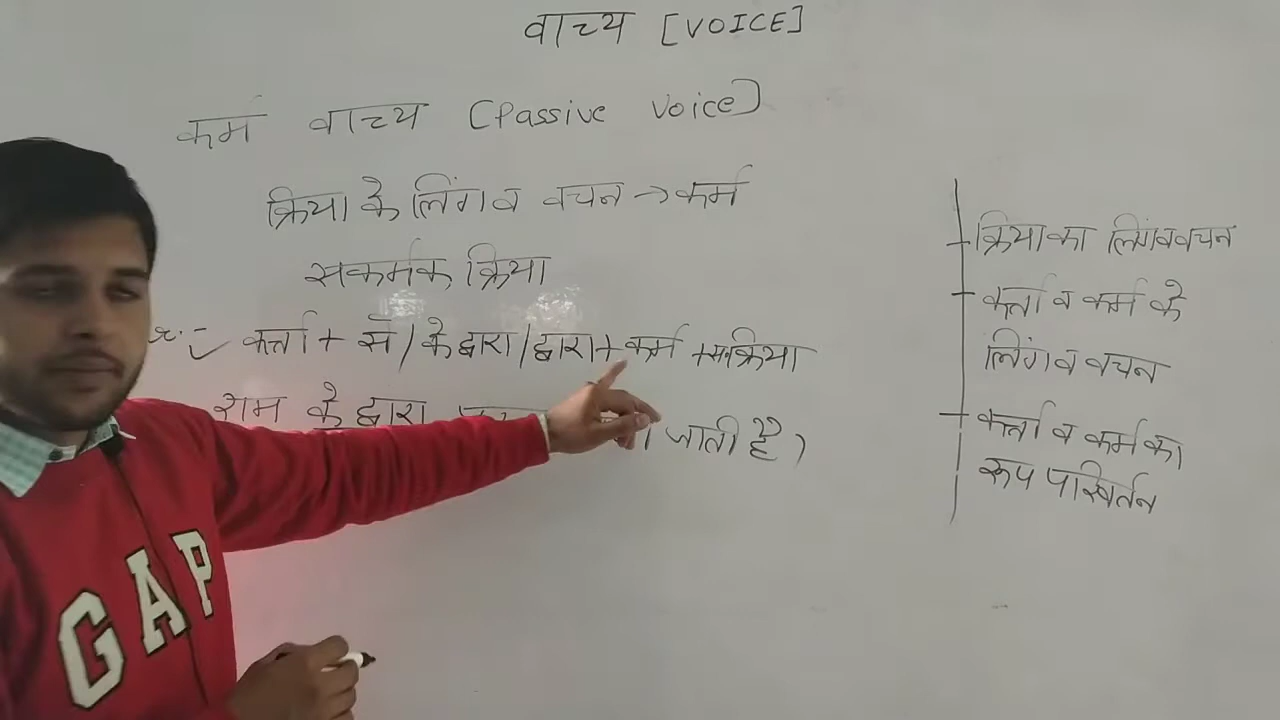 वाच्य [VOICE]
कर्म वाच्य [Passive Voice]
क्रिया के लिंग व वचन → कर्म
सकर्मक क्रिया
कर्त्ता + से / के द्वारा / द्वारा + कर्म + सक्रिया
राम के द्वारा जाती है।
क्रिया का लिंग व वचन
कर्त्ता व कर्म के
लिंग व वचन
कर्त्ता व कर्म का
रूप परिवर्तन
GAP